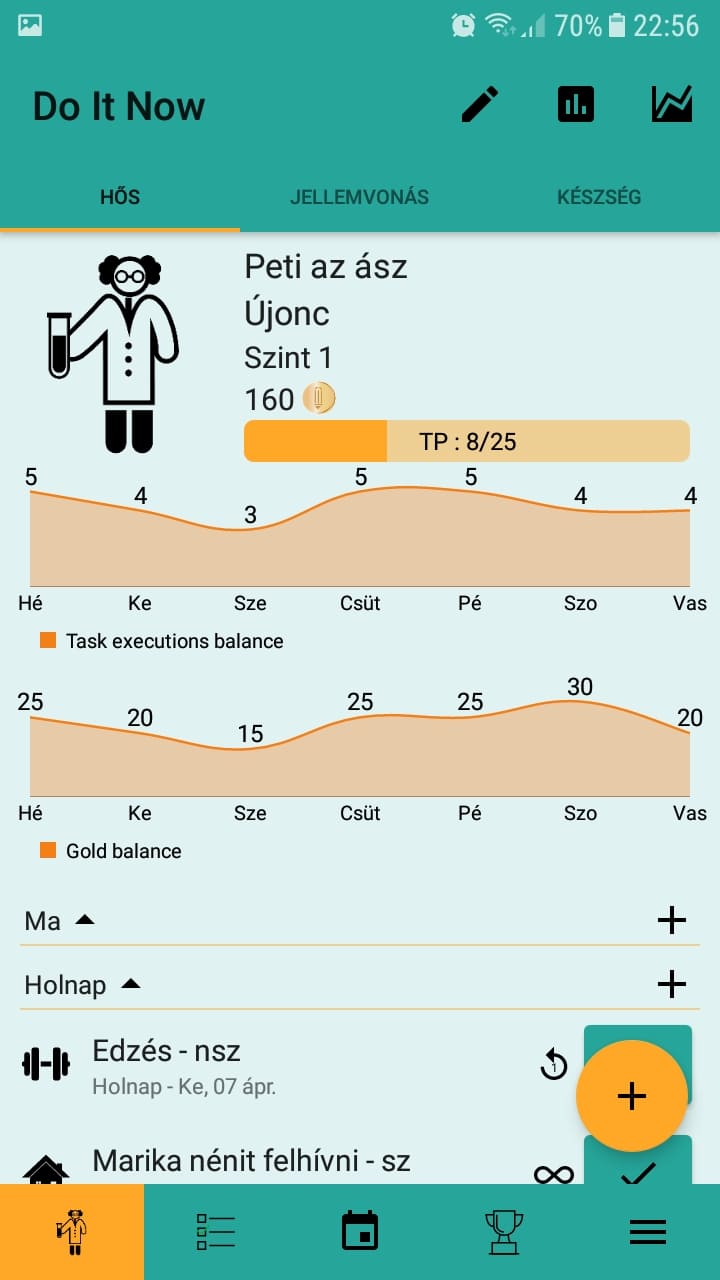 70% 22:56
Do It Now
HŐS JELLEMVONÁS KÉSZSÉG
Peti az ász
Újonc
Szint 1
160
TP : 8/25
5 4 3 5 5 4 4
Hé Ke Sze Csüt Pé Szo Vas
Task executions balance
25 20 15 25 25 30 20
Hé Ke Sze Csüt Pé Szo Vas
Gold balance
Ma
Holnap
Edzés - nsz
1
Holnap - Ke, 07 ápr.
Marika nénit felhívni - sz